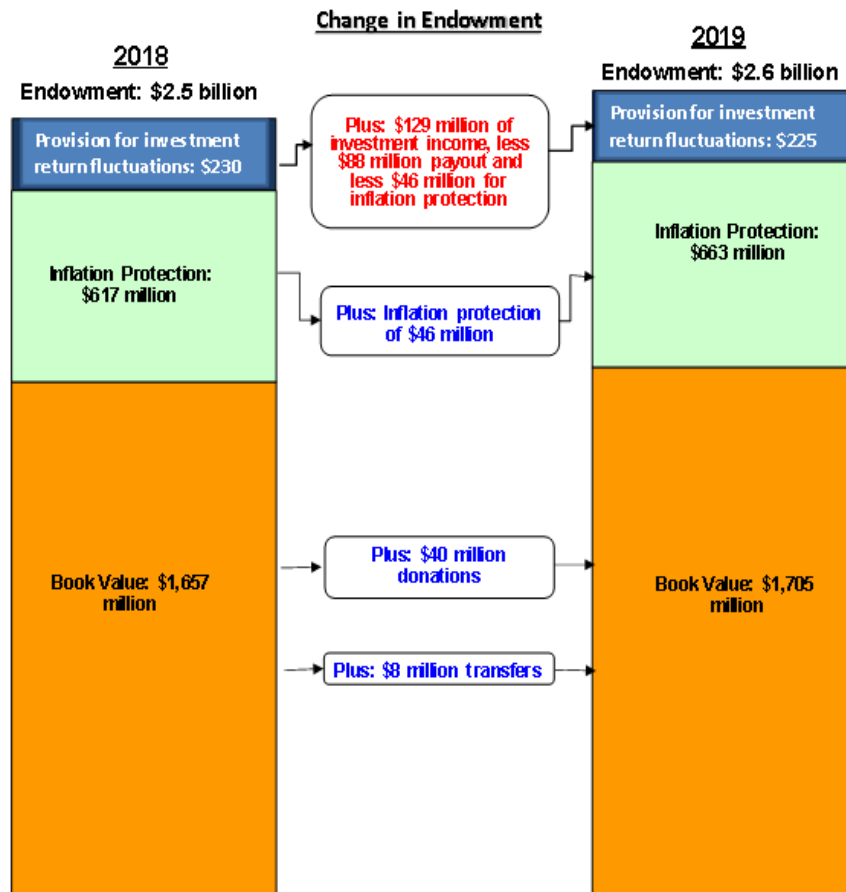 Change in Endowment
2018
Endowment: $2.5 billion
Provision for investment
return fluctuations: $230
Inflation Protection:
$617 million
Book Value: $1,657
million
Plus: $129 million of
investment income, less
$88 million payout and
less $46 million for
inflation protection
Plus: Inflation protection
of $46 million
Plus: $40 million
donations
Plus: $8 million transfers
2019
Endowment: $2.6 billion
Provision for investment
return fluctuations: $225
Inflation Protection:
$663 million
Book Value: $1,705
million